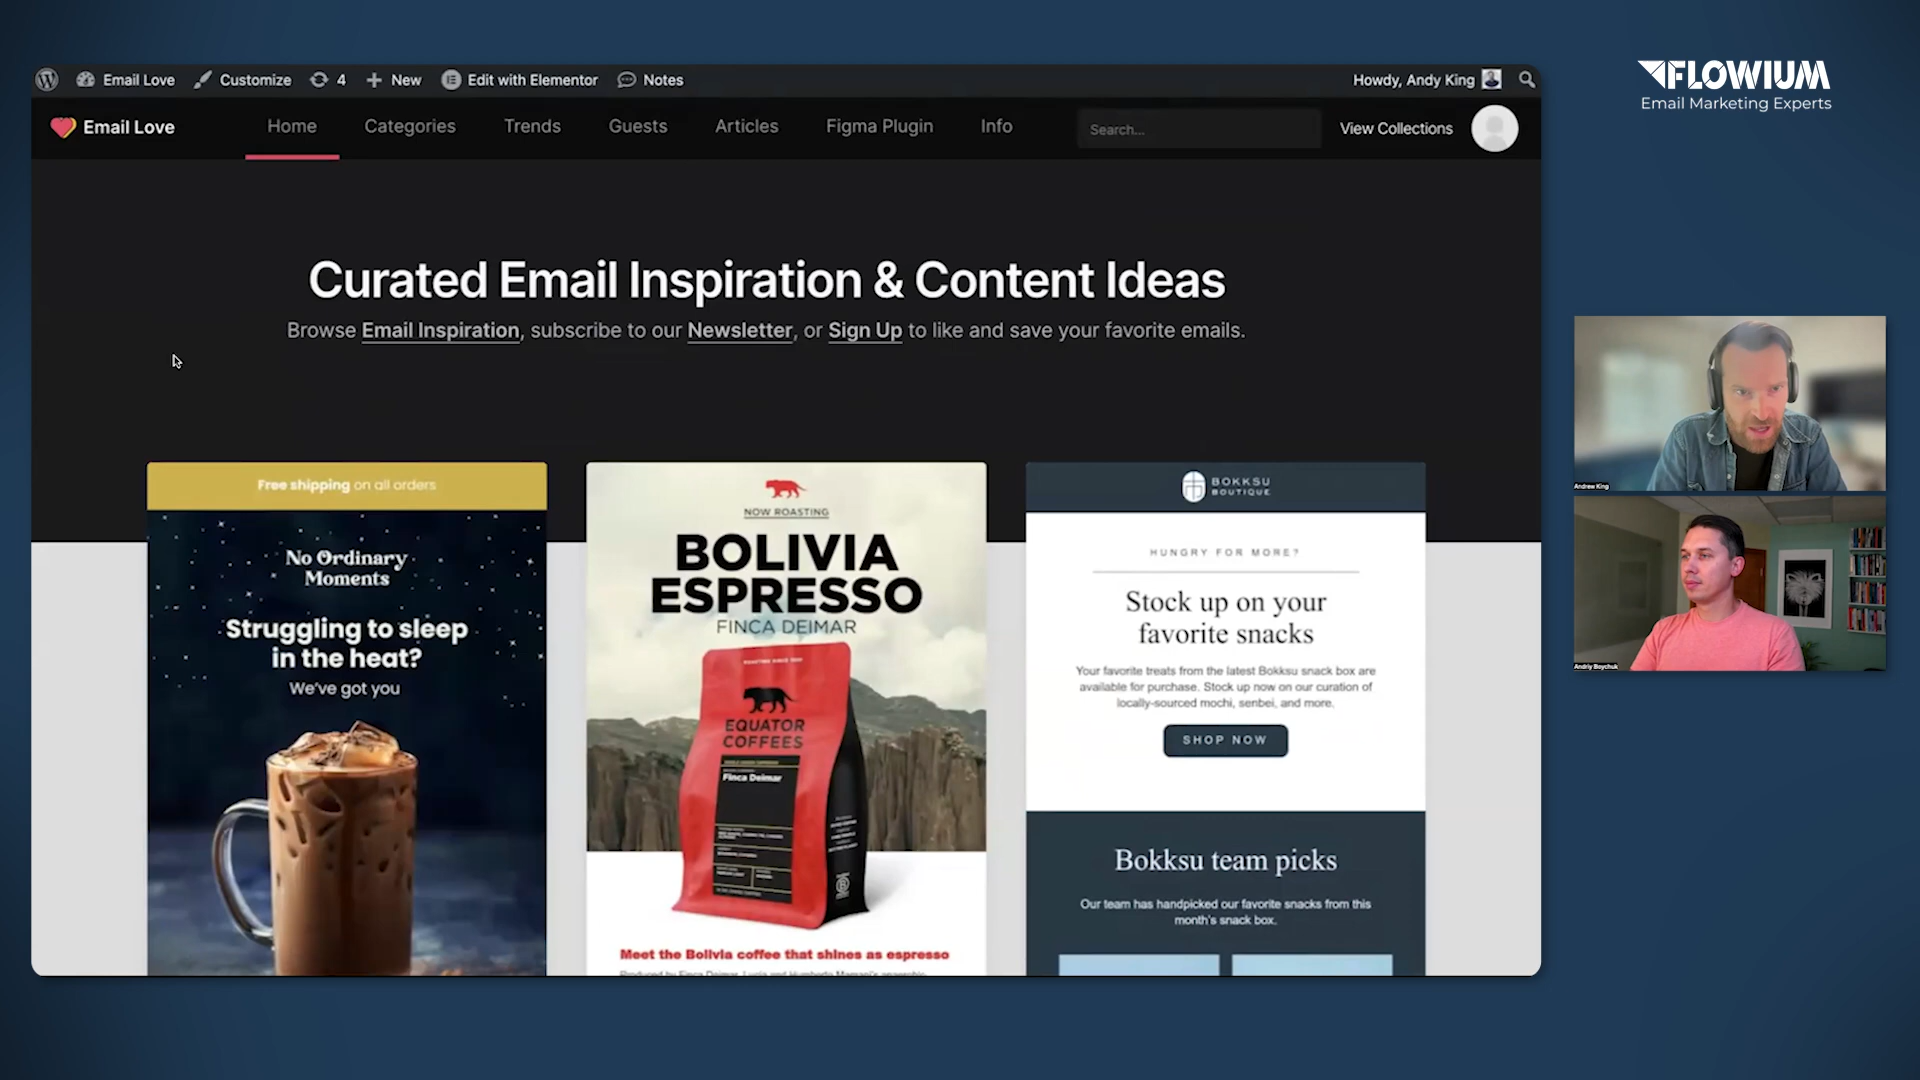 Email Love
Customize
4
New
Edit with Elementor
Notes
Howdy, Andy King
FLOWIUM
Email Marketing Experts
Email Love
Home
Categories
Trends
Guests
Articles
Figma Plugin
Info
Search...
View Collections
Curated Email Inspiration & Content Ideas
Browse Email Inspiration, subscribe to our Newsletter, or Sign Up to like and save your favorite emails.
Free shipping on all orders
No Ordinary
Moments
Struggling to sleep
in the heat?
We've got you
NOW ROASTING
BOLIVIA
ESPRESSO
FINCA DEIMAR
EQUATOR
COFFEES
Finca Deimar
Meet the Bolivia coffee that shines as espresso
BOKKSU
BOUTIQUE
HUNGRY FOR MORE?
Stock up on your
favorite snacks
Your favorite treats from the latest Bokksu snack box are
available for purchase. Stock up now on our curation of
locally-sourced mochi, senbei, and more.
SHOP NOW
Bokksu team picks
Our team has handpicked our favorite snacks from this
month's snack box.
Andrew King
Andriy Boychuk